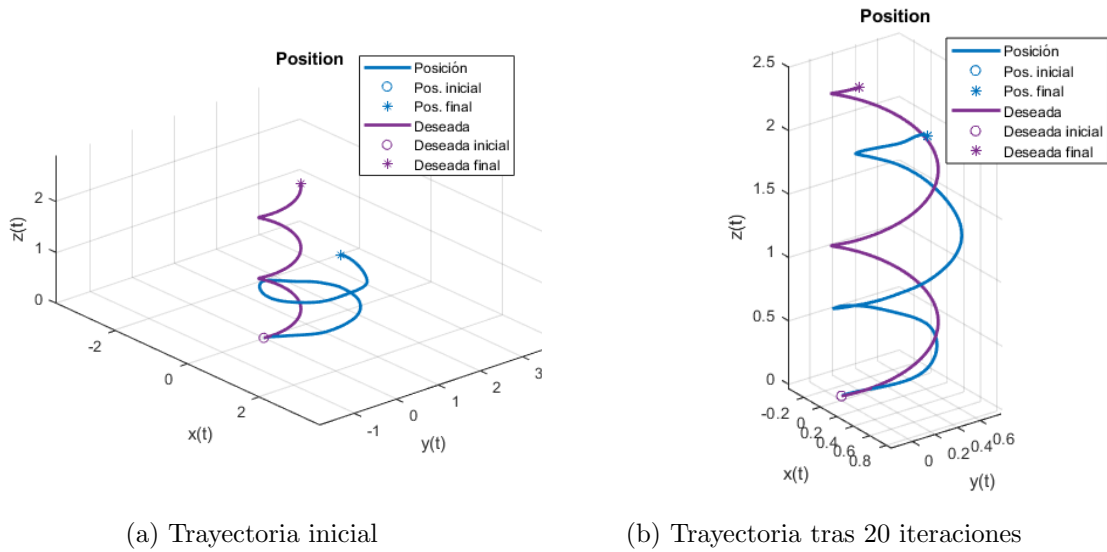 Position
Posición
Pos. inicial
Pos. final
Deseada
Deseada inicial
Deseada final
2
1
0
z(t)
-2
0
2
x(t)
-1
0
1
2
3
y(t)
(a) Trayectoria inicial
Position
Posición
Pos. inicial
Pos. final
Deseada
Deseada inicial
Deseada final
2.5
2
1.5
1
0.5
0
z(t)
-0.2
0
0.2
0.4
0.6
0.8
x(t)
0
0.2
0.4
0.6
y(t)
(b) Trayectoria tras 20 iteraciones